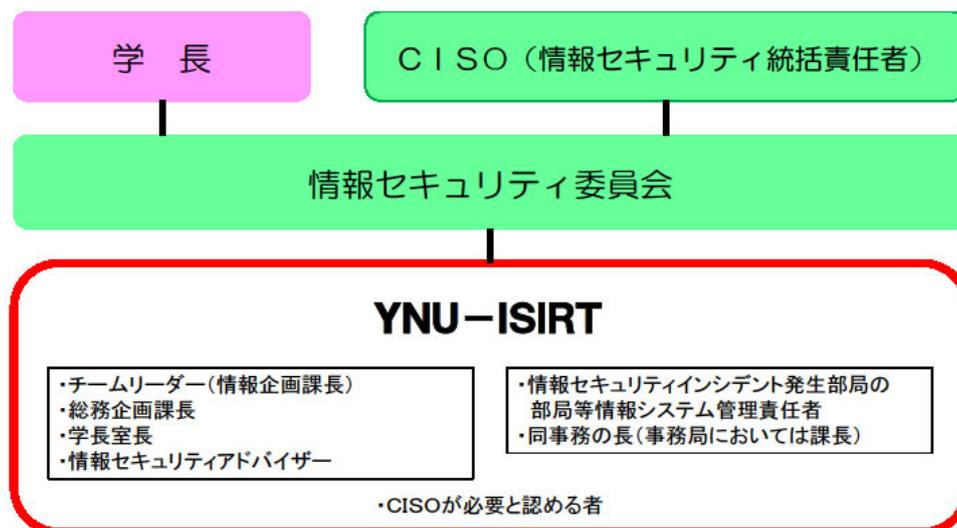 学　長
ＣＩＳＯ（情報セキュリティ統括責任者）
情報セキュリティ委員会
YNU－ISIRT
・チームリーダー（情報企画課長）
・総務企画課長
・学長室長
・情報セキュリティアドバイザー
・情報セキュリティインシデント発生部局の
部局等情報システム管理責任者
・同事務の長（事務局においては課長）
・CISOが必要と認める者